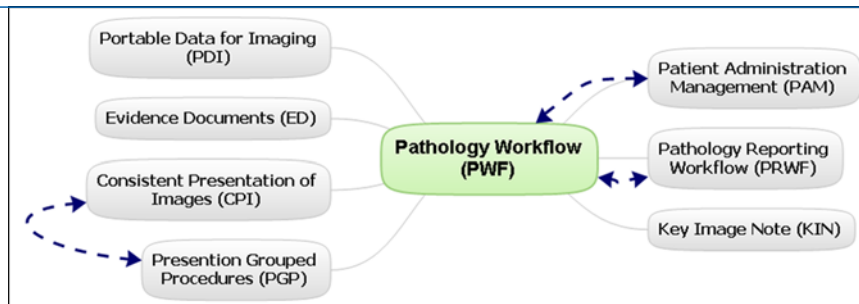 Portable Data for Imaging
(PDI)
Evidence Documents (ED)
Consistent Presentation of
Images (CPI)
Presention Grouped
Procedures (PGP)
Pathology Workflow
(PWF)
Patient Administration
Management (PAM)
Pathology Reporting
Workflow (PRWF)
Key Image Note (KIN)